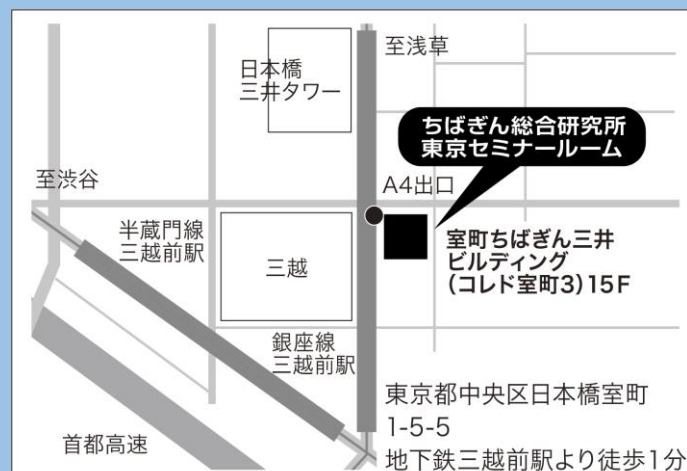 至浅草
日本橋
三井タワー
ちばぎん総合研究所
東京セミナールーム
至渋谷
A4出口
半蔵門線
三越前駅
三越
室町ちばぎん三井
ビルディング
(コレド室町3)15F
銀座線
三越前駅
東京都中央区日本橋室町
1-5-5
地下鉄三越前駅より徒歩1分
首都高速